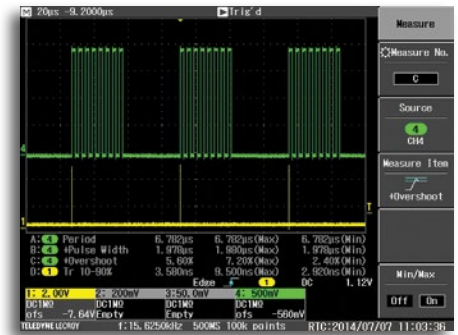 M 20µs -9.2000µs Trig'd
Measure
Measure No.
C
Source
4
CH4
Measure Item
+Overshoot
Min/Max
Off On
4
T
1
A: 4 Period 6.782µs 6.782µs(Max) 6.782µs(Min)
B: 4 +Pulse Width 1.978µs 1.980µs(Max) 1.978µs(Min)
C: 4 +Overshoot 5.60% 7.20%(Max) 2.40%(Min)
D: 1 Tr 10-90% 3.580ns 9.500ns(Max) 2.920ns(Min)
Edge 1 DC 1.12V
1: 2.00V 2: 200mV 3:50.0mV 4: 500mV
DC1MΩ DC1MΩ DC1MΩ DC1MΩ
ofs -7.64V Empty Empty ofs -560mV
TELEDYNE LECROY f:15.6250kHz 500MS 100k points RTC:2014/07/07 11:03:36